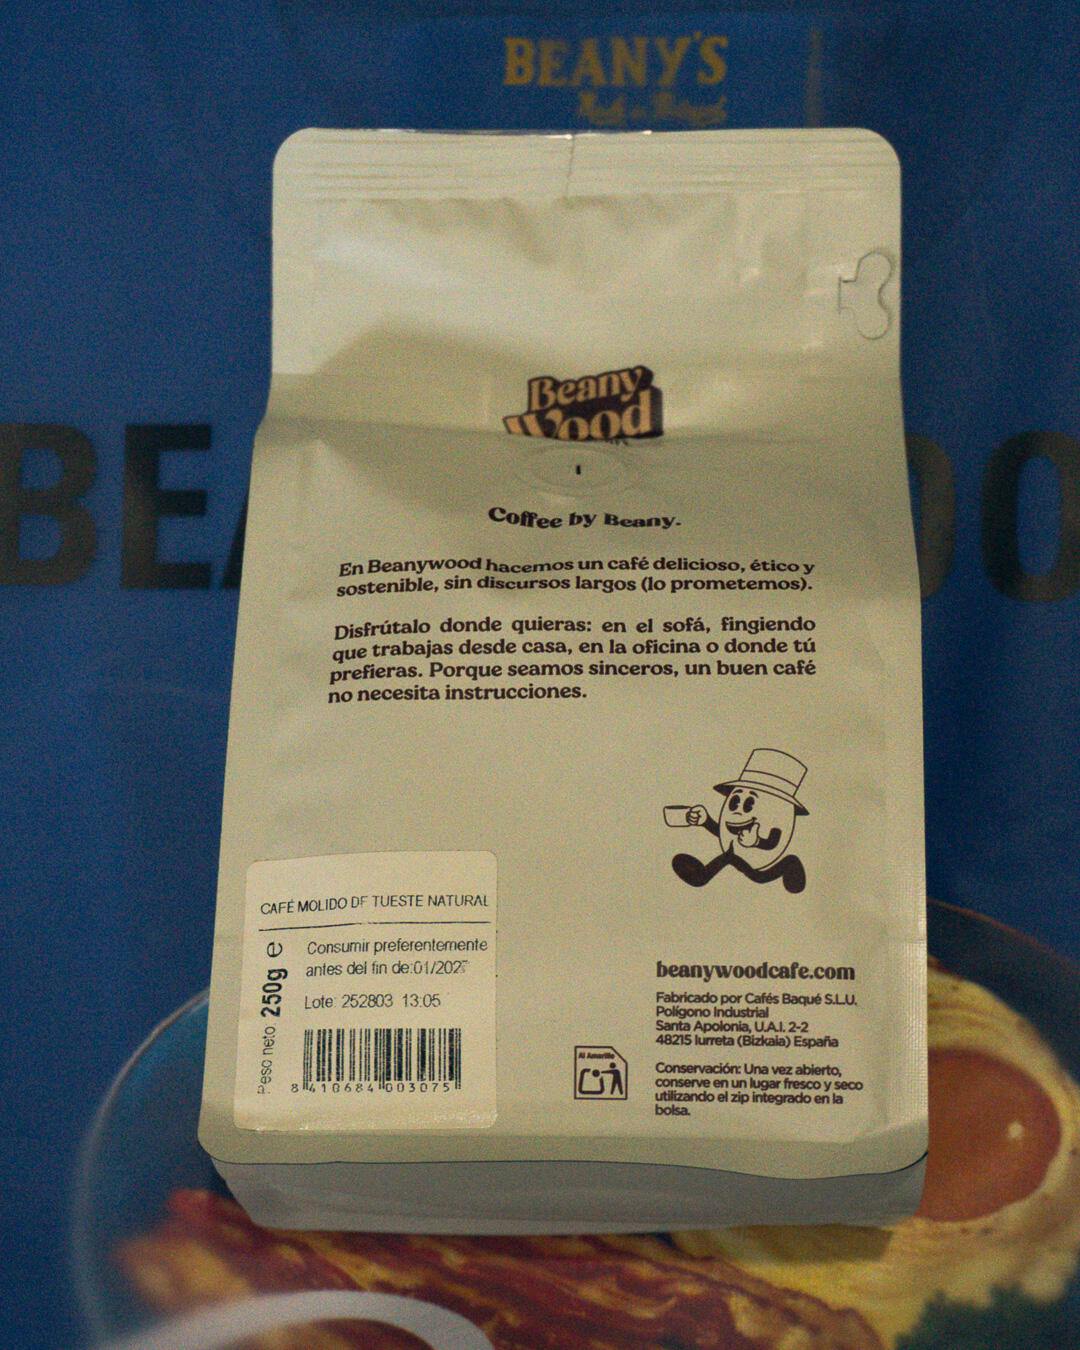 BEANY'S
Beany
Wood
Coffee by Beany.
En Beanywood hacemos un café delicioso, ético y
sostenible, sin discursos largos (lo prometemos).
Disfrútalo donde quieras: en el sofá, fingiendo
que trabajas desde casa, en la oficina o donde tú
prefieras. Porque seamos sinceros, un buen café
no necesita instrucciones.
CAFÉ MOLIDO DE TUESTE NATURAL
Peso neto 250g e
Consumir preferentemente
antes del fin de:01/2027
Lote: 252803 13:05
8 410684 003075
beanywoodcafe.com
Fabricado por Cafés Baqué S.L.U.
Polígono Industrial
Santa Apolonia, U.A.I. 2-2
48215 Iurreta (Bizkaia) España
Al Amarillo
Conservación: Una vez abierto,
conserve en un lugar fresco y seco
utilizando el zip integrado en la
bolsa.